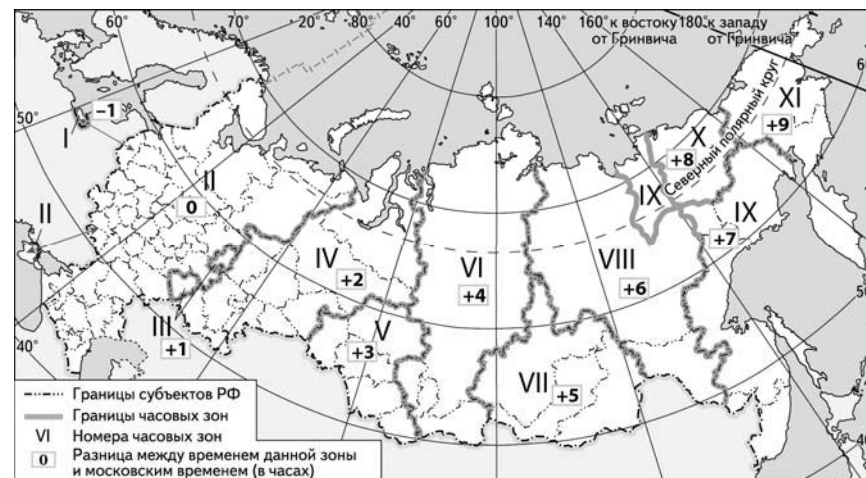 60°
70°
20°
80°
40°
60°
100°
140°
160° к востоку
от Гринвича
180° к западу
от Гринвича
50°
40°
I
–1
II
II
0
III
+1
IV
+2
V
+3
VI
+4
VII
+5
VIII
+6
IX
IX
+7
X
+8
XI
+9
Северный полярный круг
6
50
40
Границы субъектов РФ
Границы часовых зон
VI Номера часовых зон
0 Разница между временем данной зоны
и московским временем (в часах)